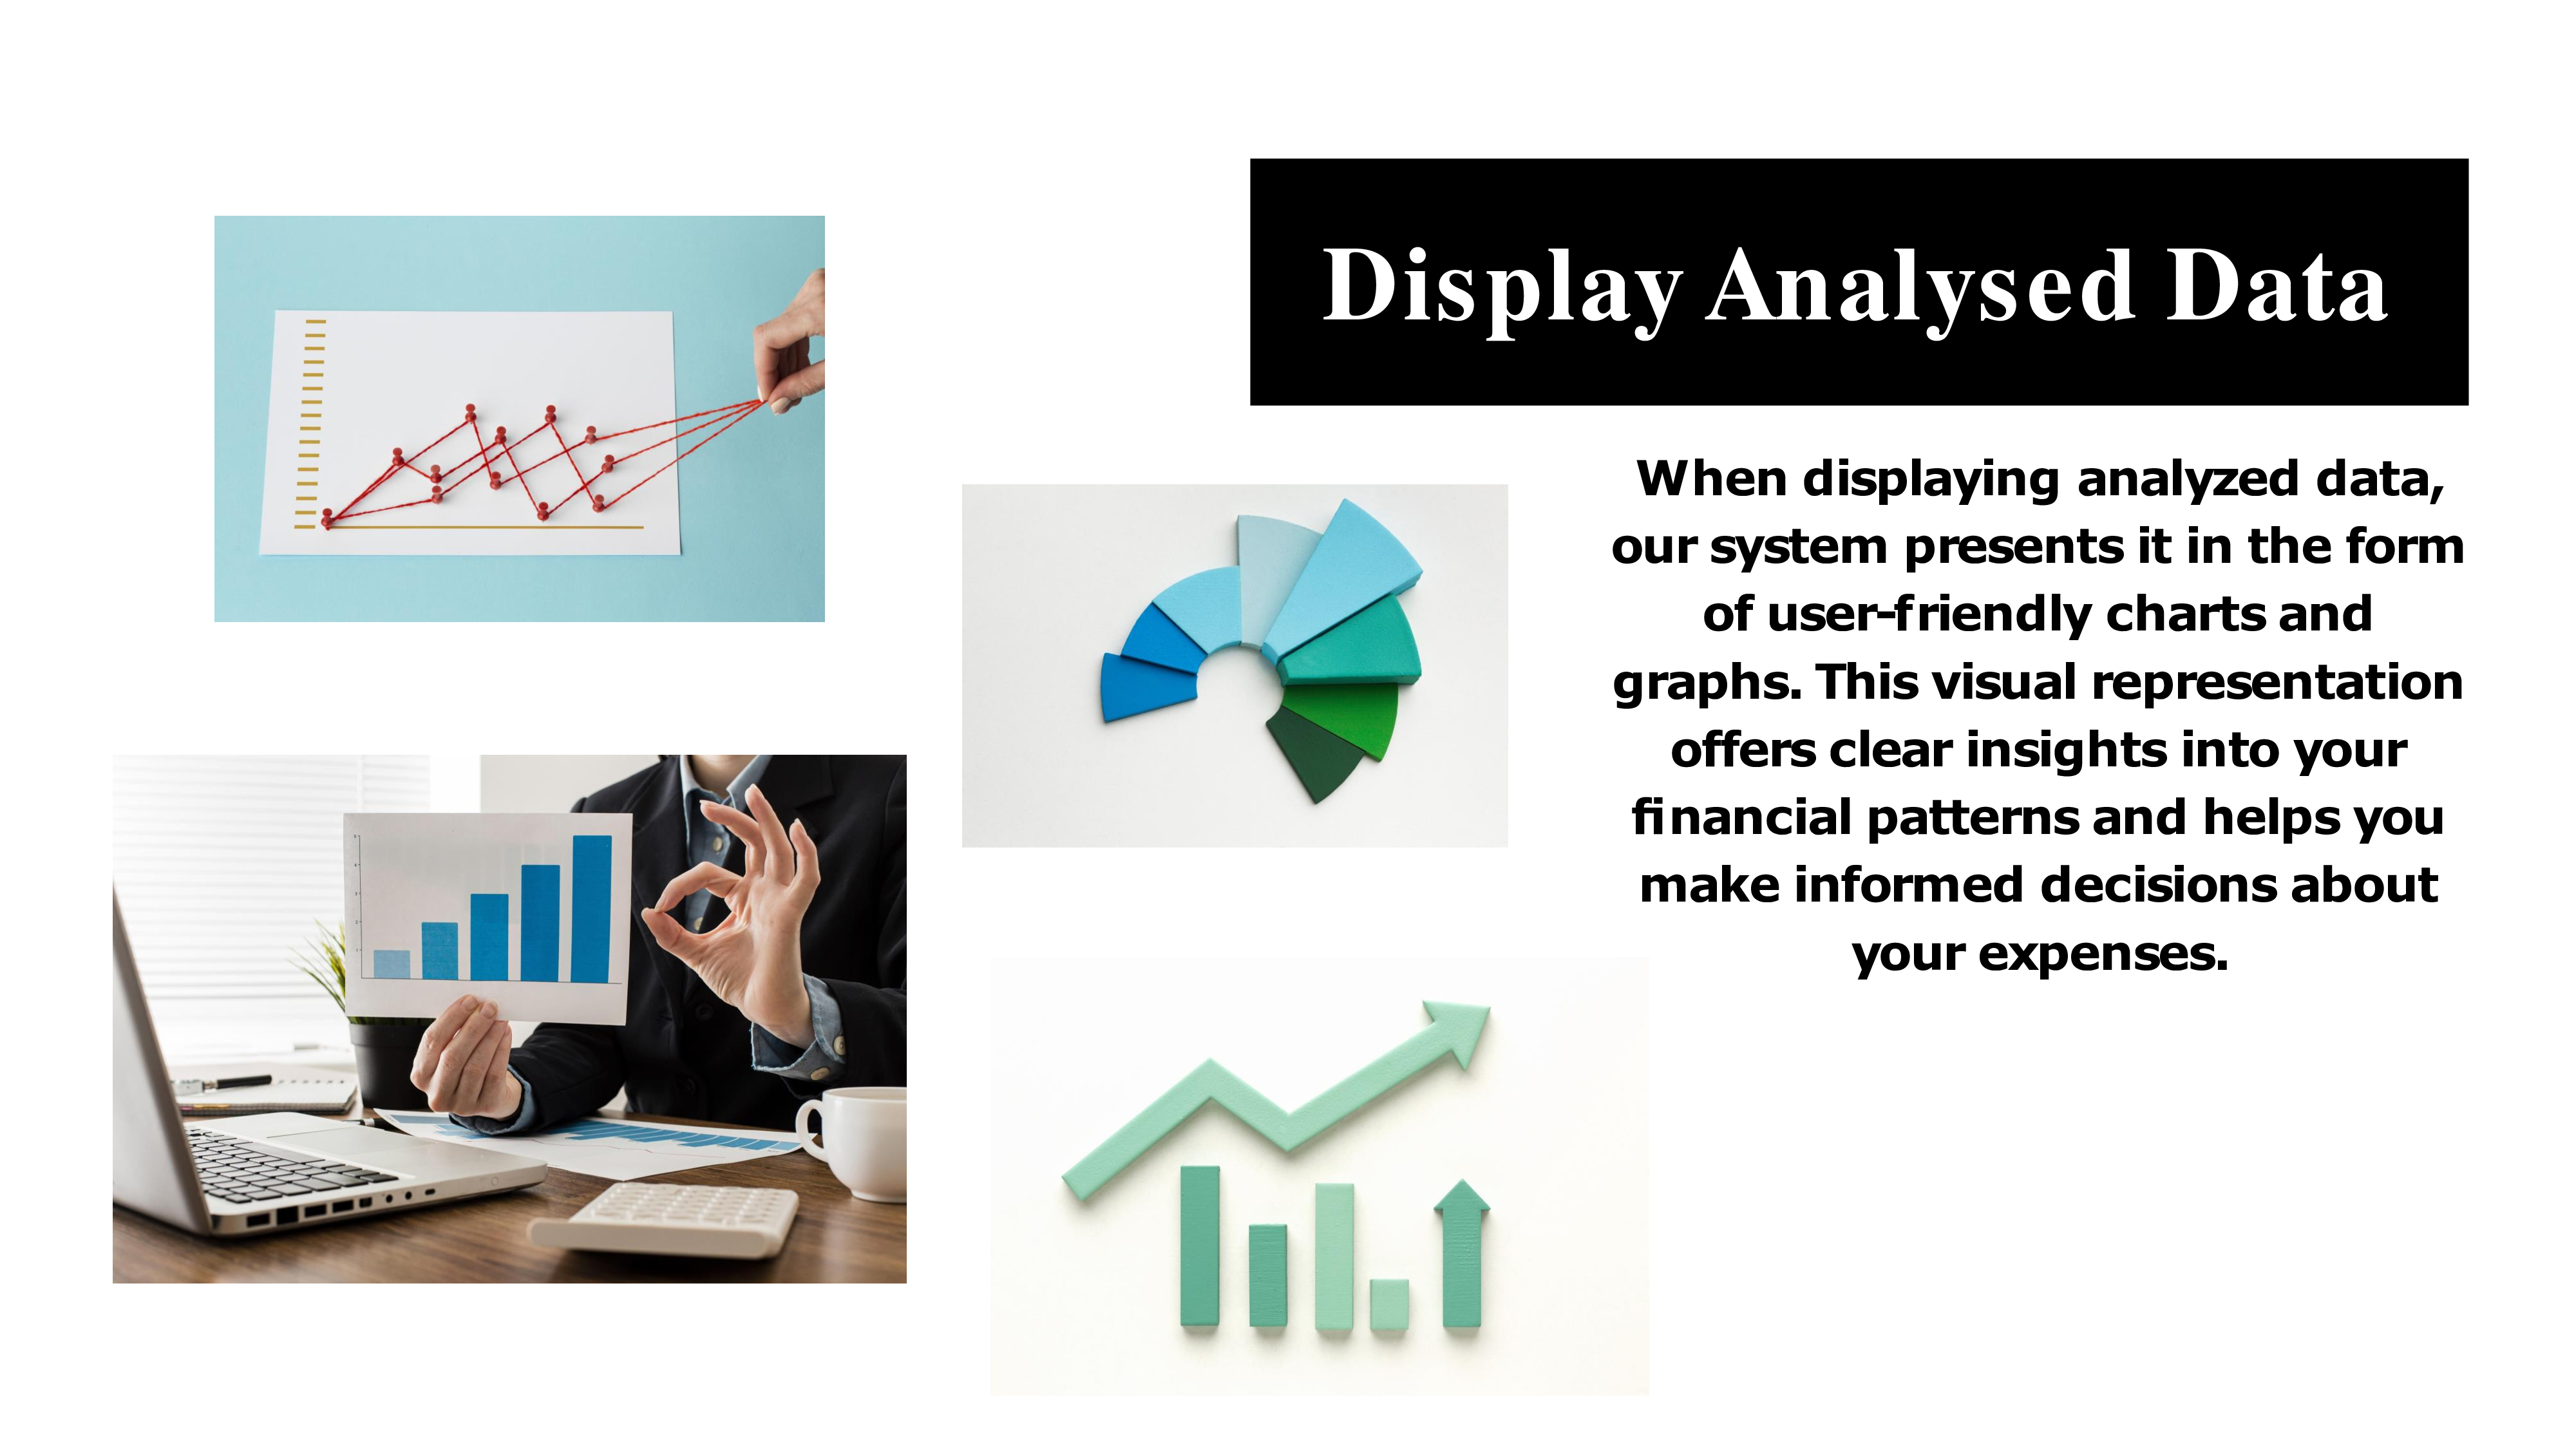 Display Analysed Data
When displaying analyzed data,
our system presents it in the form
of user-friendly charts and
graphs. This visual representation
offers clear insights into your
financial patterns and helps you
make informed decisions about
your expenses.